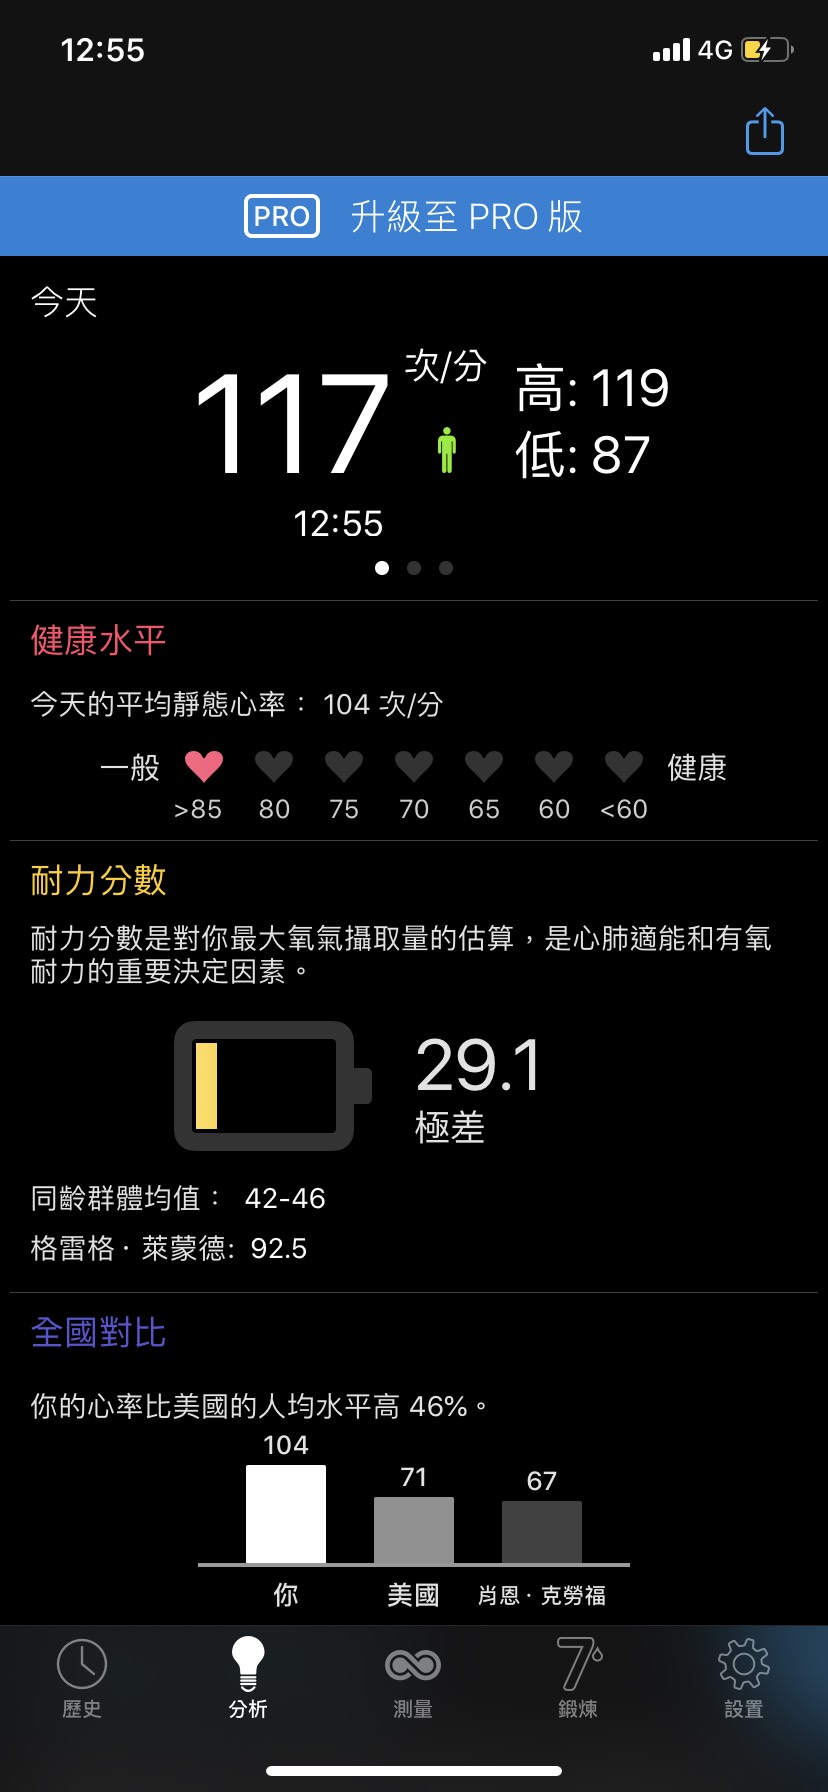 12:55
4G
PRO 升級至 PRO 版
今天
117 次/分
高: 119
低: 87
12:55
健康水平
今天的平均靜態心率： 104 次/分
一般 健康
>85 80 75 70 65 60 <60
耐力分數
耐力分數是對你最大氧氣攝取量的估算，是心肺適能和有氧
耐力的重要決定因素。
29.1
極差
同齡群體均值： 42-46
格雷格 · 萊蒙德: 92.5
全國對比
你的心率比美國的人均水平高 46%。
104 71 67
你 美國 肖恩 · 克勞福
7
歷史 分析 測量 鍛煉 設置